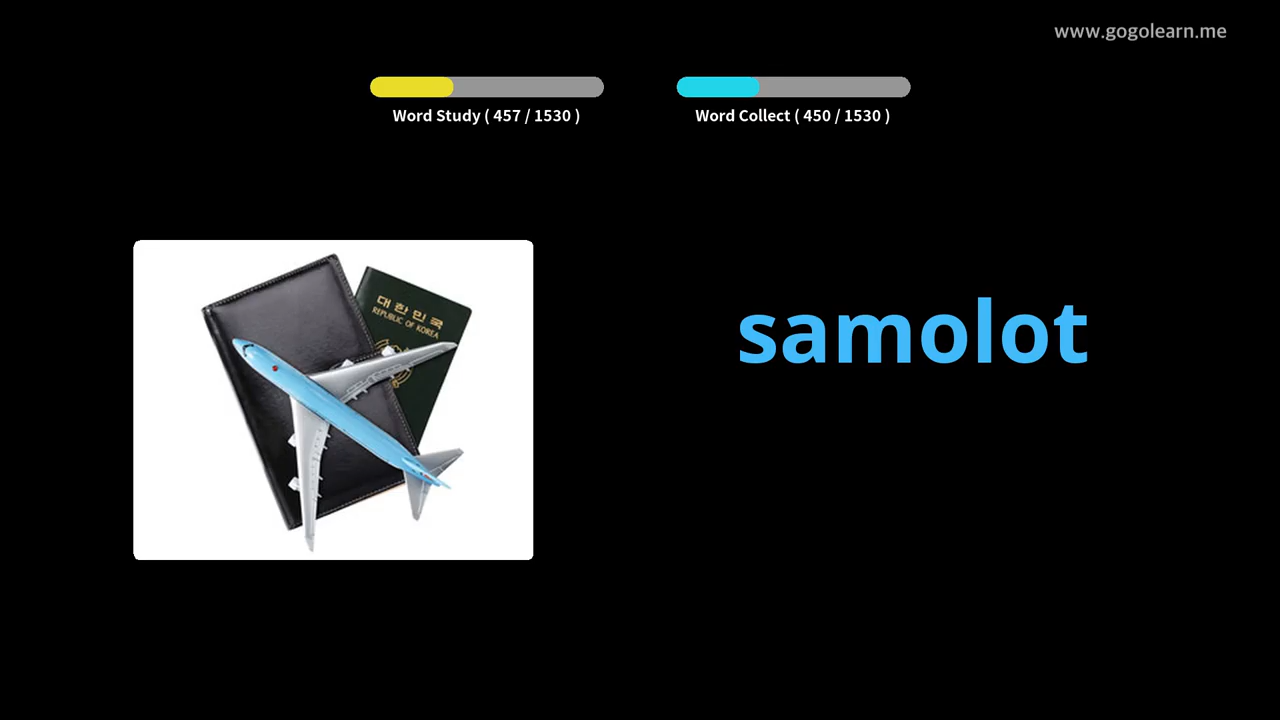 www.gogolearn.me
Word Study ( 457 / 1530 )
Word Collect ( 450 / 1530 )
대한민국
REPUBLIC OF KOREA
samolot